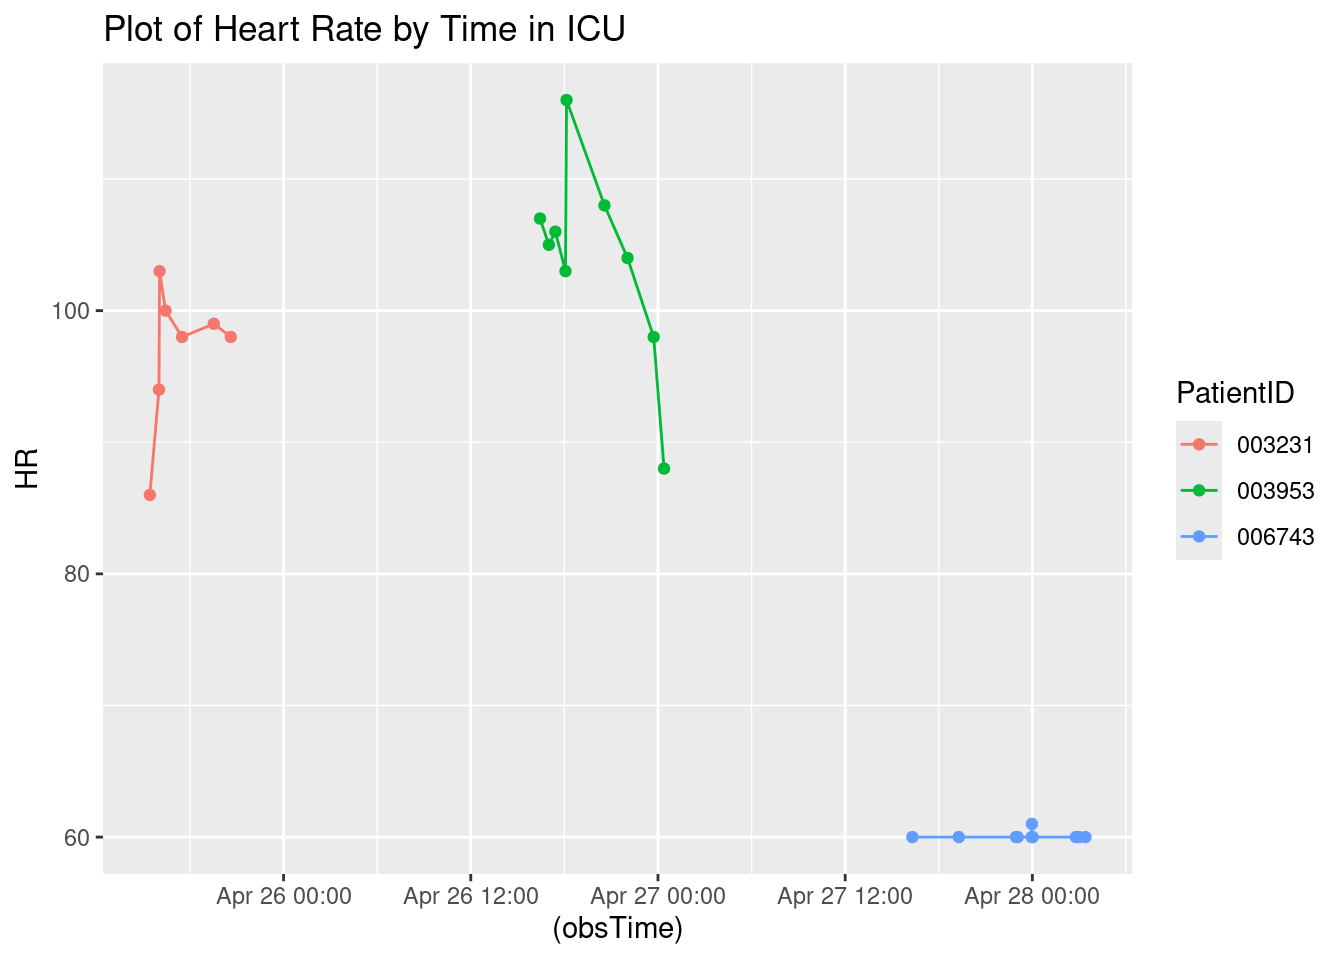 Plot of Heart Rate by Time in ICU
HR
100
80
60
Apr 26 00:00 Apr 26 12:00 Apr 27 00:00 Apr 27 12:00 Apr 28 00:00
(obsTime)
PatientID
003231
003953
006743